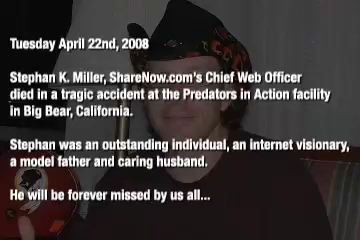 Tuesday April 22nd, 2008
Stephan K. Miller, ShareNow.com's Chief Web Officer
died in a tragic accident at the Predators in Action facility
in Big Bear, California.
Stephan was an outstanding individual, an internet visionary,
a model father and caring husband.
He will be forever missed by us all...